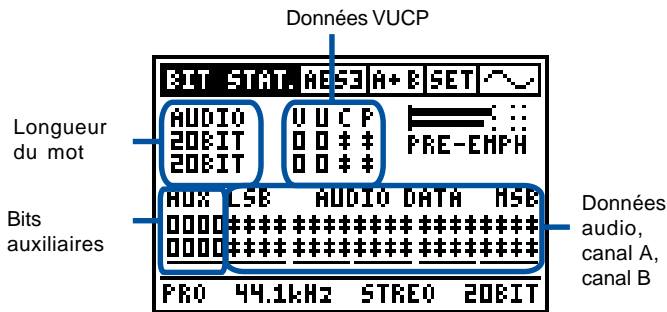 Données VUCP
BIT STAT. AES3 A+B SET
AUDIO V U C P
20BIT 0 0 ‡ ‡ PRE-EMPH
20BIT 0 0 ‡ ‡
Longueur
du mot
AUX LSB AUDIO DATA MSB
0000 ‡‡‡‡ ‡‡‡‡ ‡‡‡‡ ‡‡‡‡ ‡‡‡‡
0000 ‡‡‡‡ ‡‡‡‡ ‡‡‡‡ ‡‡‡‡ ‡‡‡‡
Bits
auxiliaires
Données
audio,
canal A,
canal B
PRO 44.1kHz STREO 20BIT